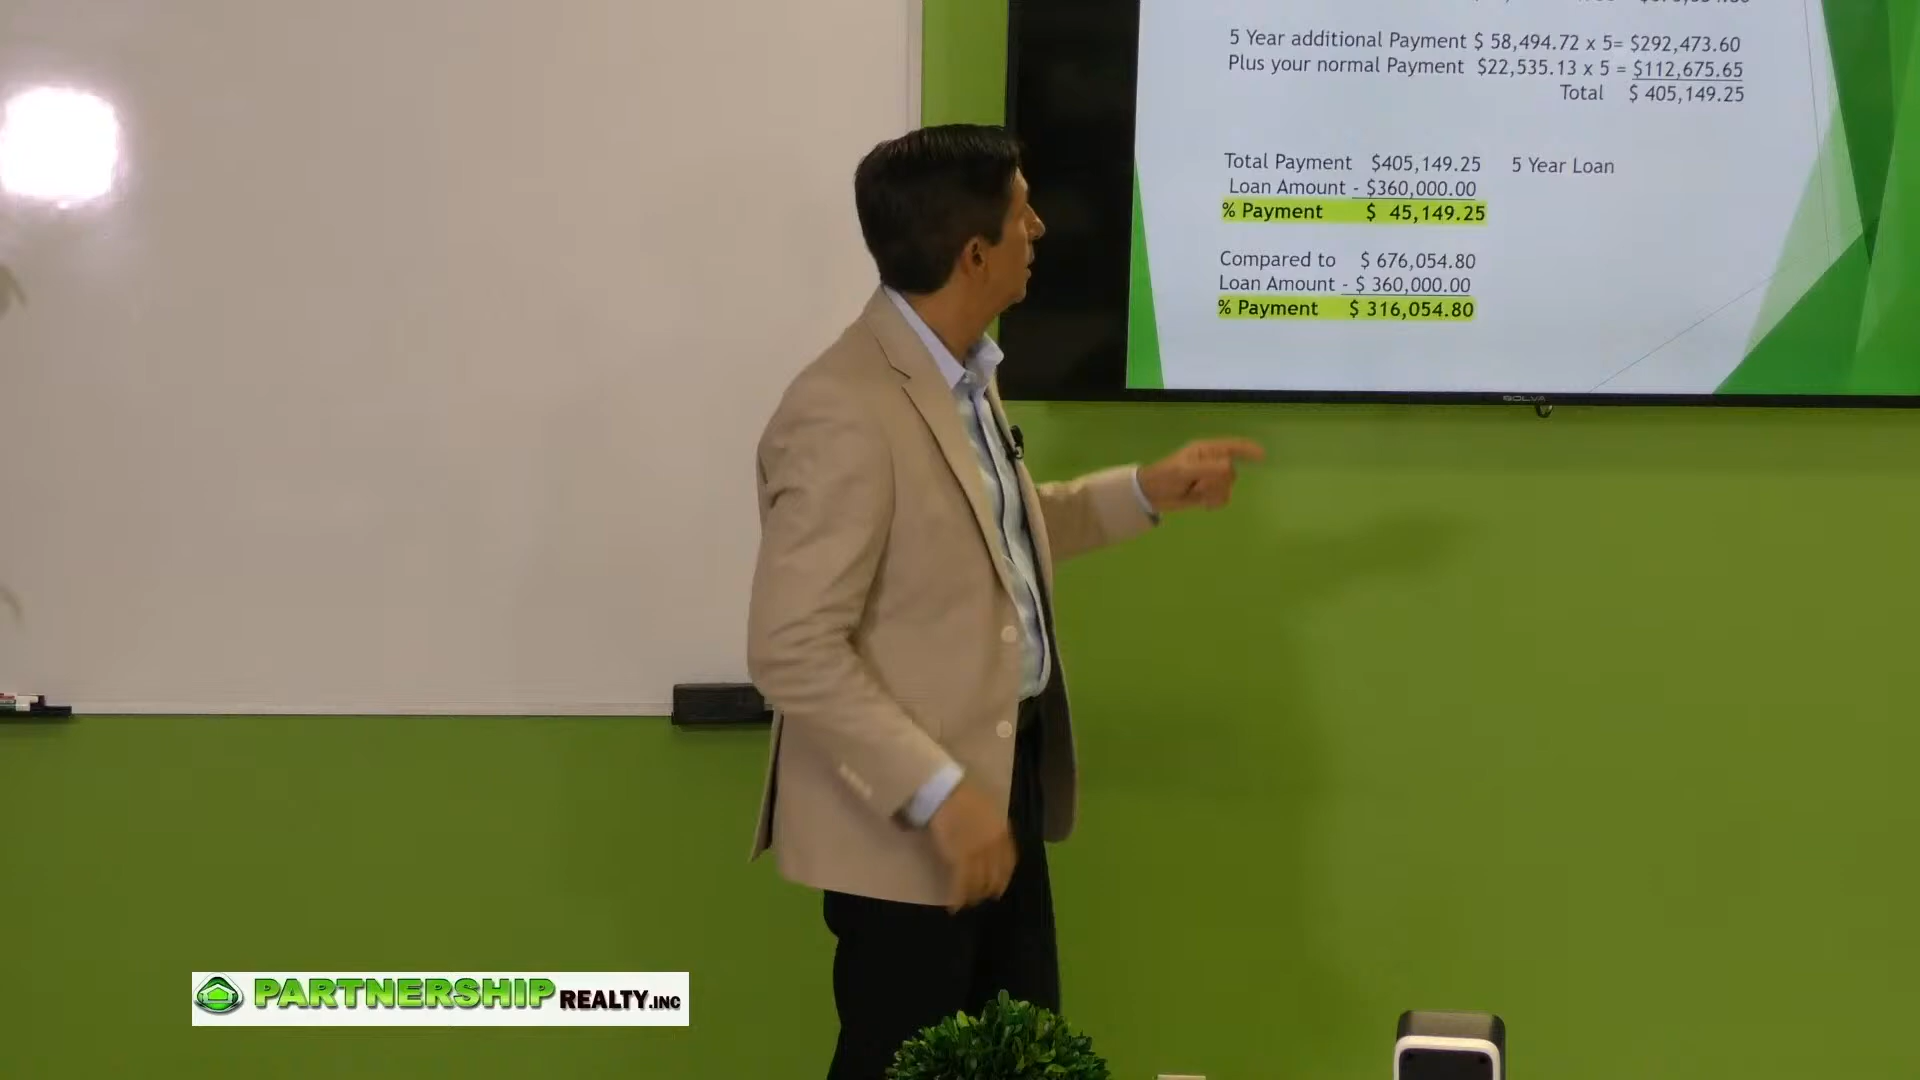 5 Year additional Payment $ 58,494.72 x 5= $292,473.60
Plus your normal Payment $22,535.13 x 5 = $112,675.65
Total $ 405,149.25
Total Payment $405,149.25 5 Year Loan
Loan Amount - $360,000.00
% Payment $ 45,149.25
Compared to $ 676,054.80
Loan Amount - $ 360,000.00
% Payment $ 316,054.80
SOLVA
PARTNERSHIP REALTY.INC